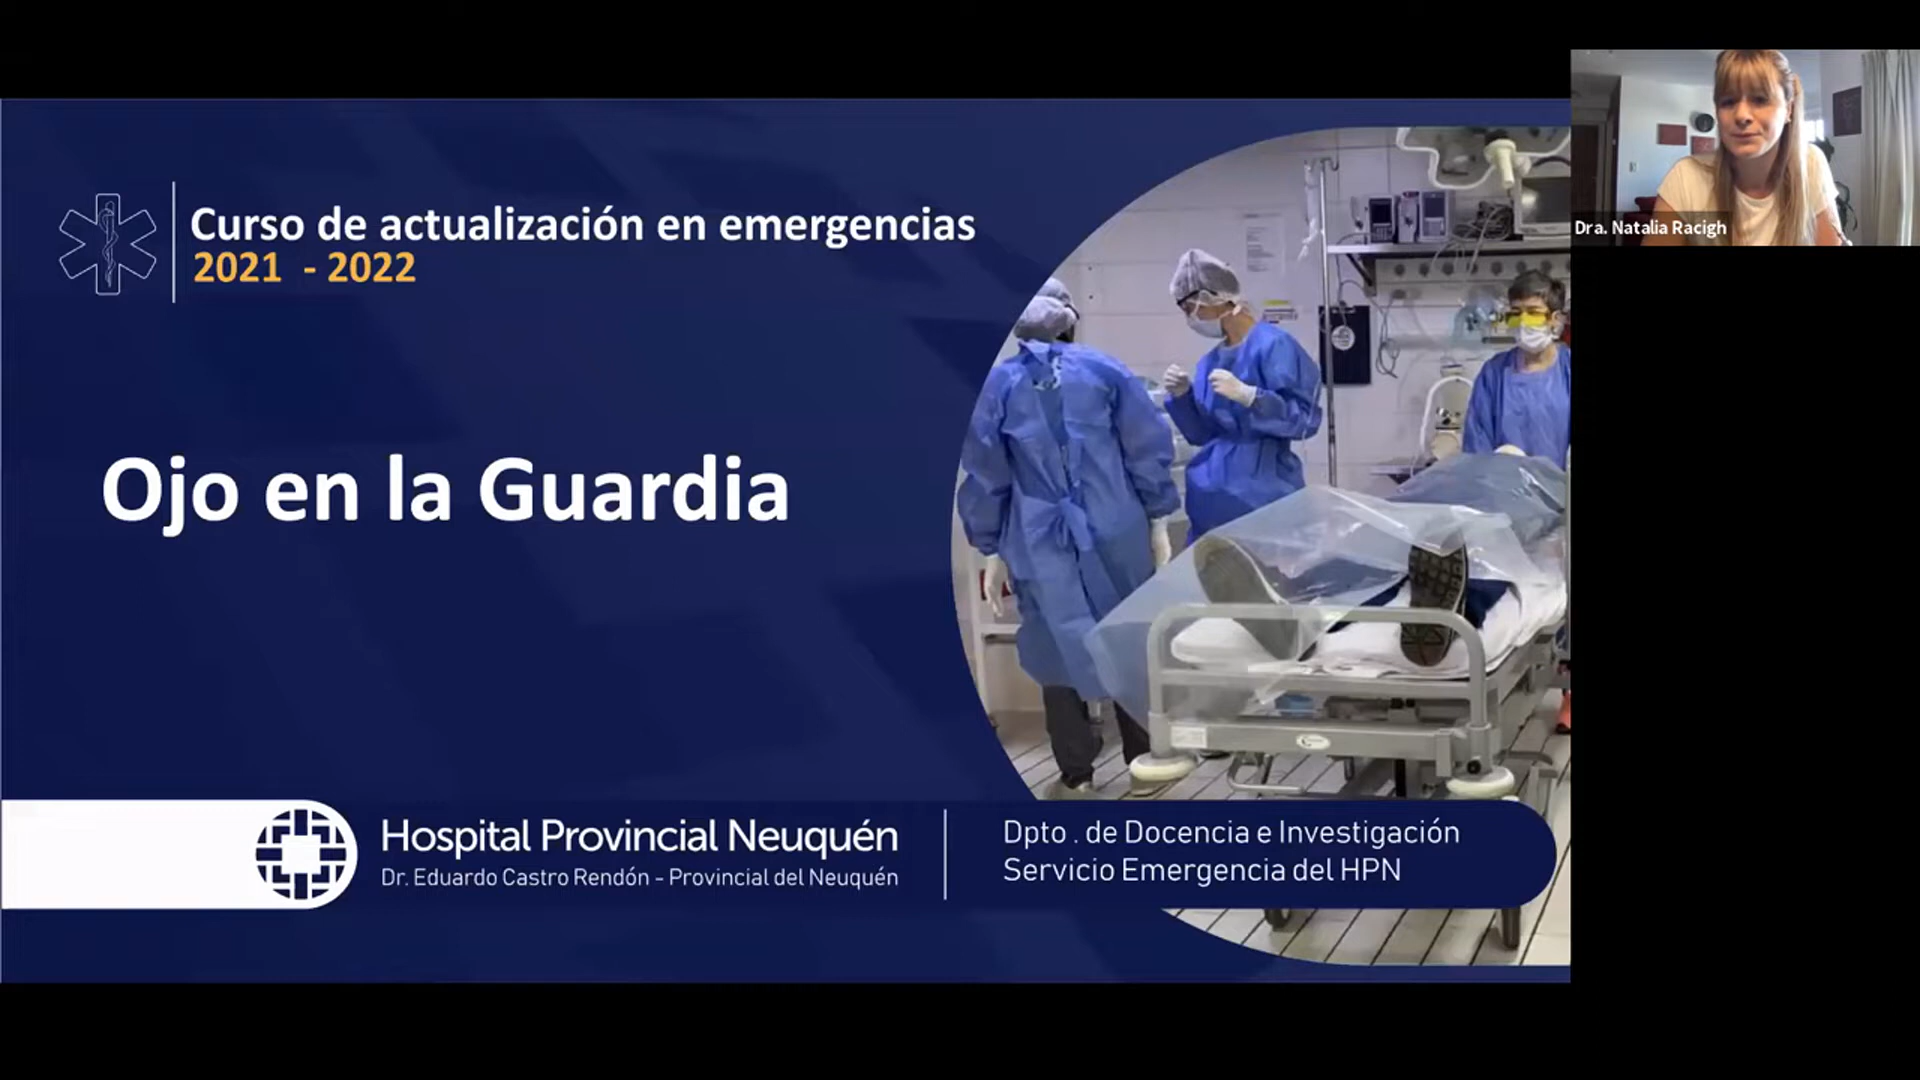 Curso de actualización en emergencias
2021 - 2022
Ojo en la Guardia
Hospital Provincial Neuquén
Dr. Eduardo Castro Rendón - Provincial del Neuquén
Dpto . de Docencia e Investigación
Servicio Emergencia del HPN
Dra. Natalia Racigh